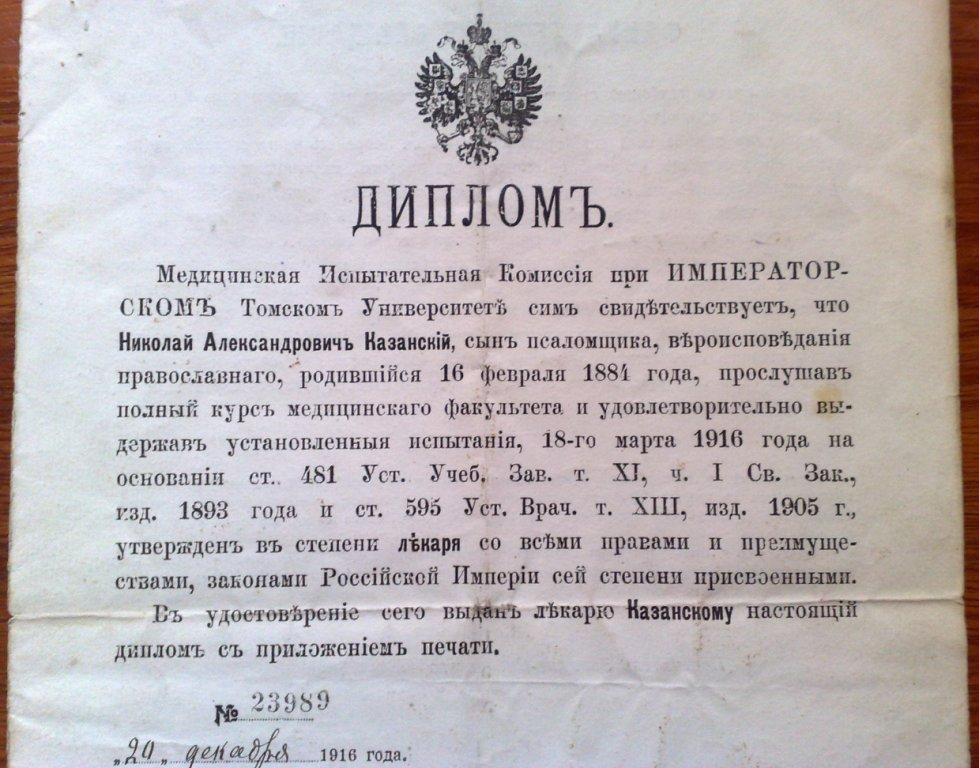 ДИПЛОМЪ.
Медицинская Испытательная Комиссія при ИМПЕРАТОР-
СКОМЪ Томскомъ Университетѣ симъ свидѣтельствуетъ, что
Николай Александровичъ Казанскій, сынъ псаломщика, вѣроисповѣданія
православнаго, родившійся 16 февраля 1884 года, прослушавъ
полный курсъ медицинскаго факультета и удовлетворительно вы-
державъ установленныя испытанія, 18-го марта 1916 года на
основаніи ст. 481 Уст. Учеб. Зав. т. XI, ч. I Св. Зак.,
изд. 1893 года и ст. 595 Уст. Врач. т. XIII, изд. 1905 г.,
утвержденъ въ степени лѣкаря со всѣми правами и преимуще-
ствами, законами Россійской Имперіи сей степени присвоенными.
Въ удостовѣреніе сего выданъ лѣкарю Казанскому настоящій
дипломъ съ приложеніемъ печати.
№ 23989
„20„ декабря 1916 года.